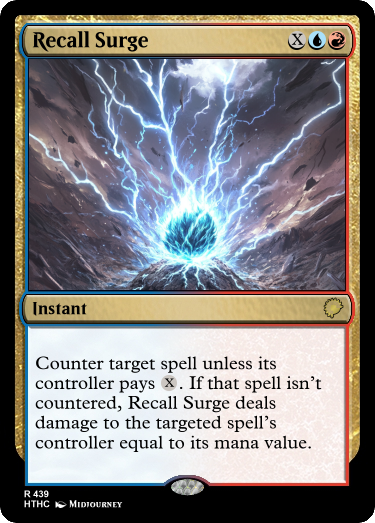 Recall Surge X
Instant
Counter target spell unless its
controller pays X. If that spell isn't
countered, Recall Surge deals
damage to the targeted spell's
controller equal to its mana value.
R 439
HTHC Midjourney